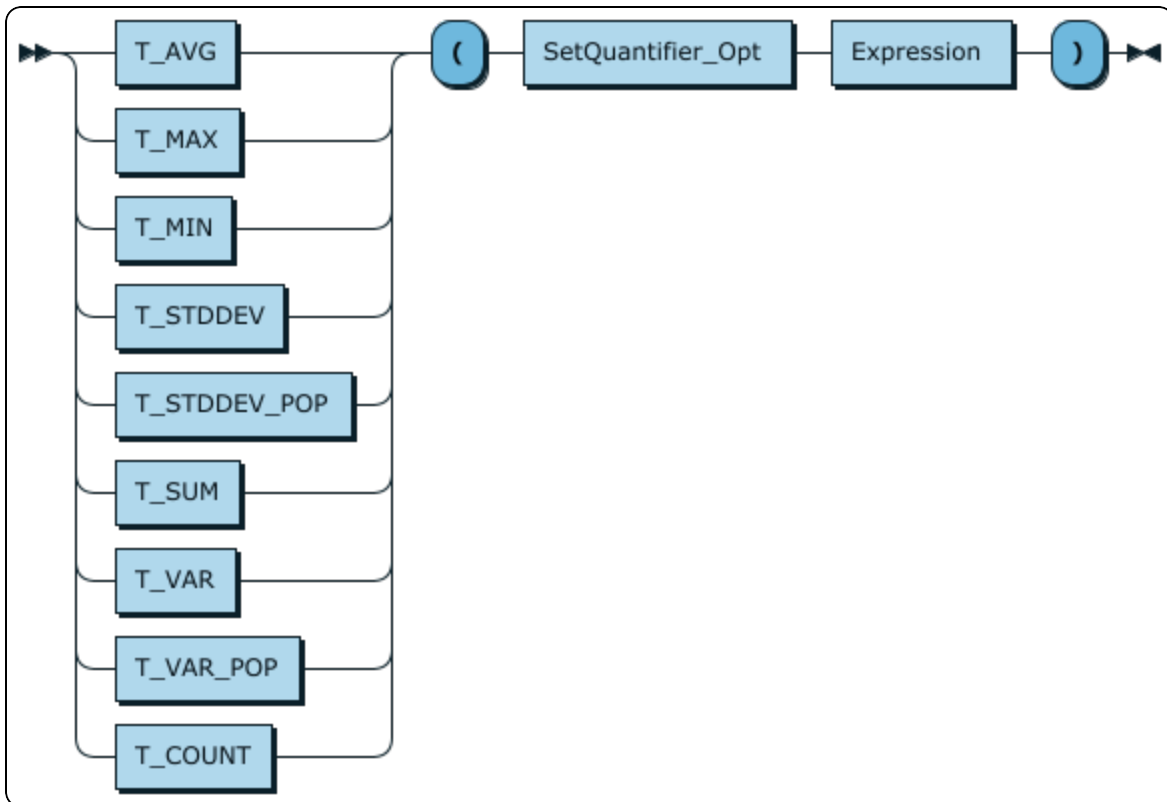 T_AVG ( SetQuantifier_Opt Expression )
T_MAX
T_MIN
T_STDDEV
T_STDDEV_POP
T_SUM
T_VAR
T_VAR_POP
T_COUNT